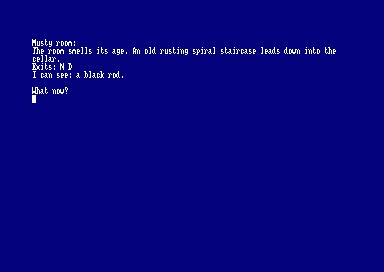 Musty room:
The room smells its age. An old rusting spiral staircase leads down into the
cellar.
Exits: N D
I can see: a black rod.
What now?